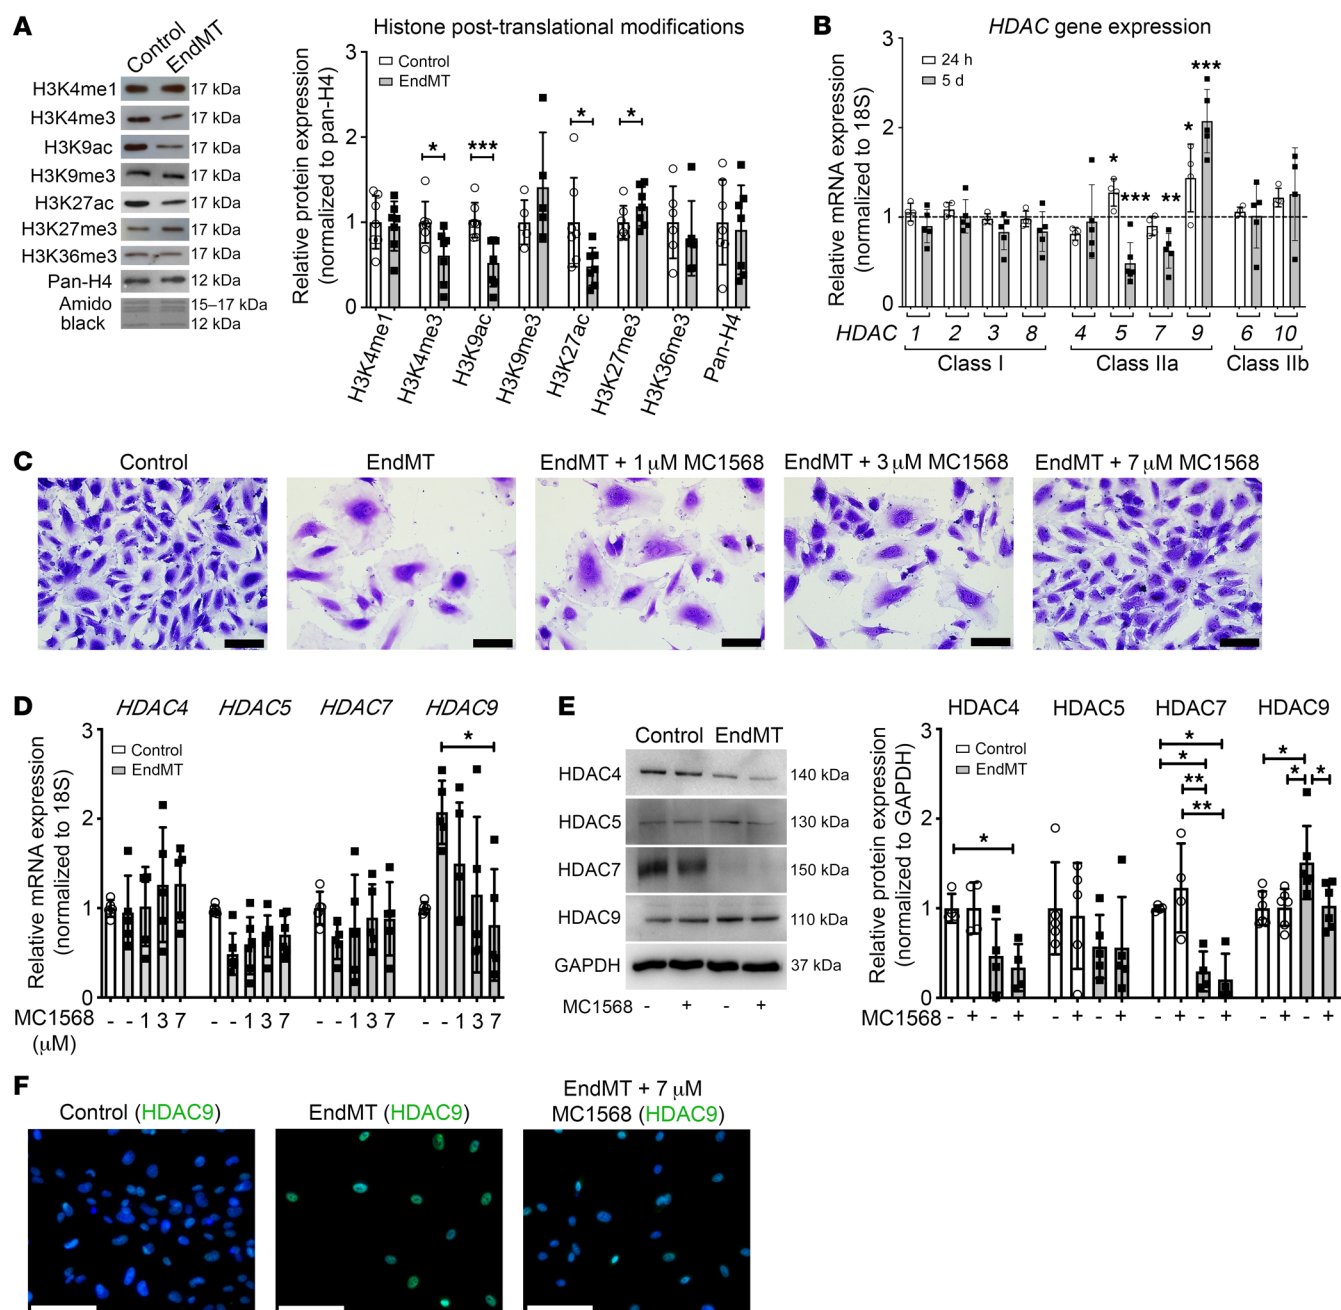 A
Control
EndMT
H3K4me1
17 kDa
H3K4me3
17 kDa
H3K9ac
17 kDa
H3K9me3
17 kDa
H3K27ac
17 kDa
H3K27me3
17 kDa
H3K36me3
17 kDa
Pan-H4
12 kDa
Amido
black
15–17 kDa
12 kDa
Histone post-translational modifications
Relative protein expression
(normalized to pan-H4)
3
2
1
0
Control
EndMT
*
***
*
*
H3K4me1
H3K4me3
H3K9ac
H3K9me3
H3K27ac
H3K27me3
H3K36me3
Pan-H4
B
HDAC gene expression
Relative mRNA expression
(normalized to 18S)
3
2
1
0
24 h
5 d
*
***
**
*
***
HDAC 1 2 3 8 4 5 7 9 6 10
Class I
Class IIa
Class IIb
C
Control
EndMT
EndMT + 1 μM MC1568
EndMT + 3 μM MC1568
EndMT + 7 μM MC1568
D
HDAC4 HDAC5 HDAC7 HDAC9
Relative mRNA expression
(normalized to 18S)
3
2
1
0
Control
EndMT
*
MC1568 - - 1 3 7 - - 1 3 7 - - 1 3 7 - - 1 3 7
(μM)
E
Control EndMT
HDAC4
140 kDa
HDAC5
130 kDa
HDAC7
150 kDa
HDAC9
110 kDa
GAPDH
37 kDa
MC1568 - + - +
HDAC4 HDAC5 HDAC7 HDAC9
Relative protein expression
(normalized to GAPDH)
3
2
1
0
Control
EndMT
*
*
*
**
**
*
*
*
MC1568 - + - + - + - + - + - + - + - +
F
Control (HDAC9)
EndMT (HDAC9)
EndMT + 7 μM
MC1568 (HDAC9)